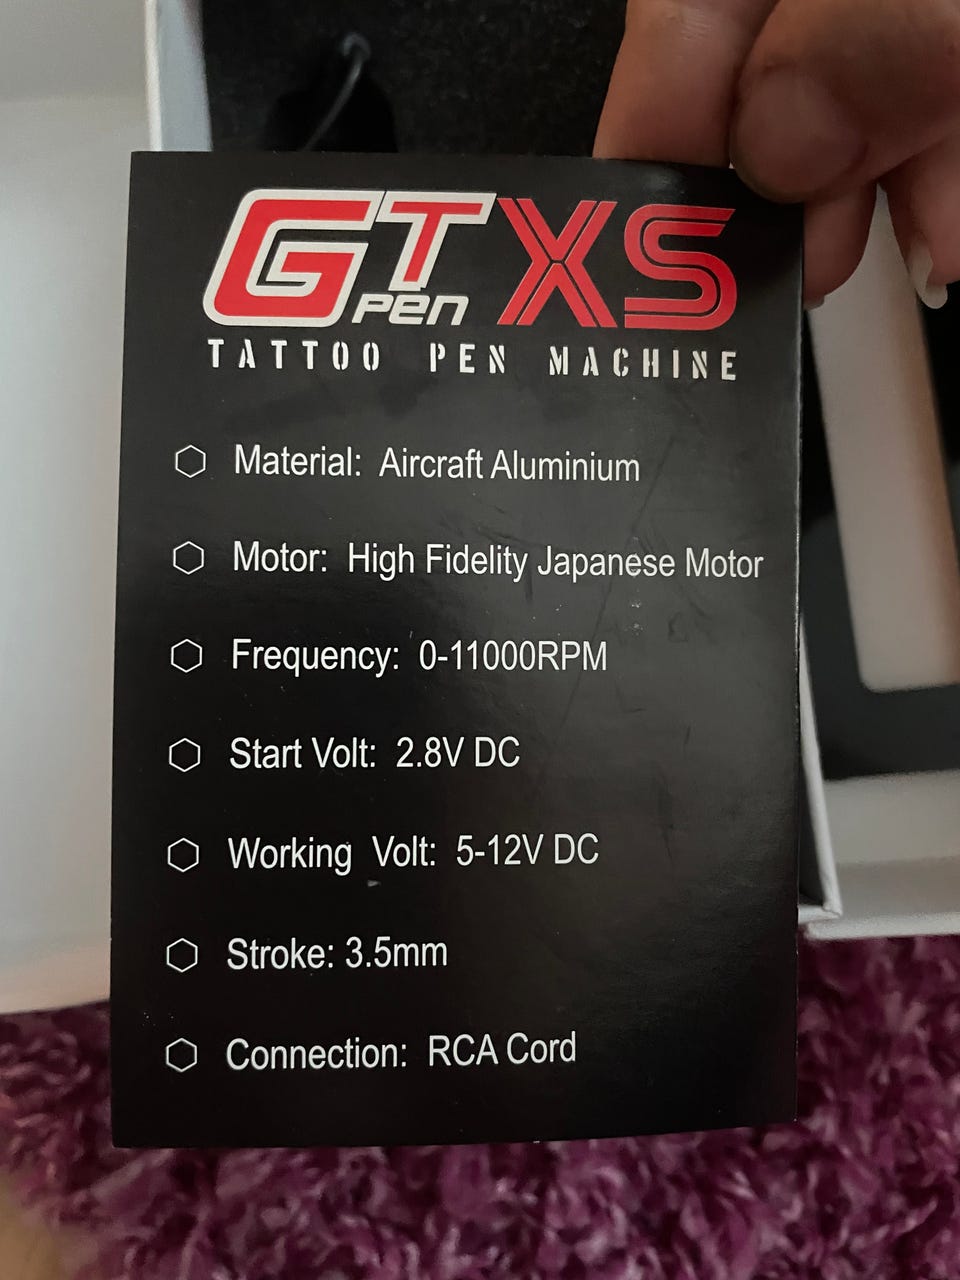 GT Pen XS
TATTOO PEN MACHINE
Material: Aircraft Aluminium
Motor: High Fidelity Japanese Motor
Frequency: 0-11000RPM
Start Volt: 2.8V DC
Working Volt: 5-12V DC
Stroke: 3.5mm
Connection: RCA Cord